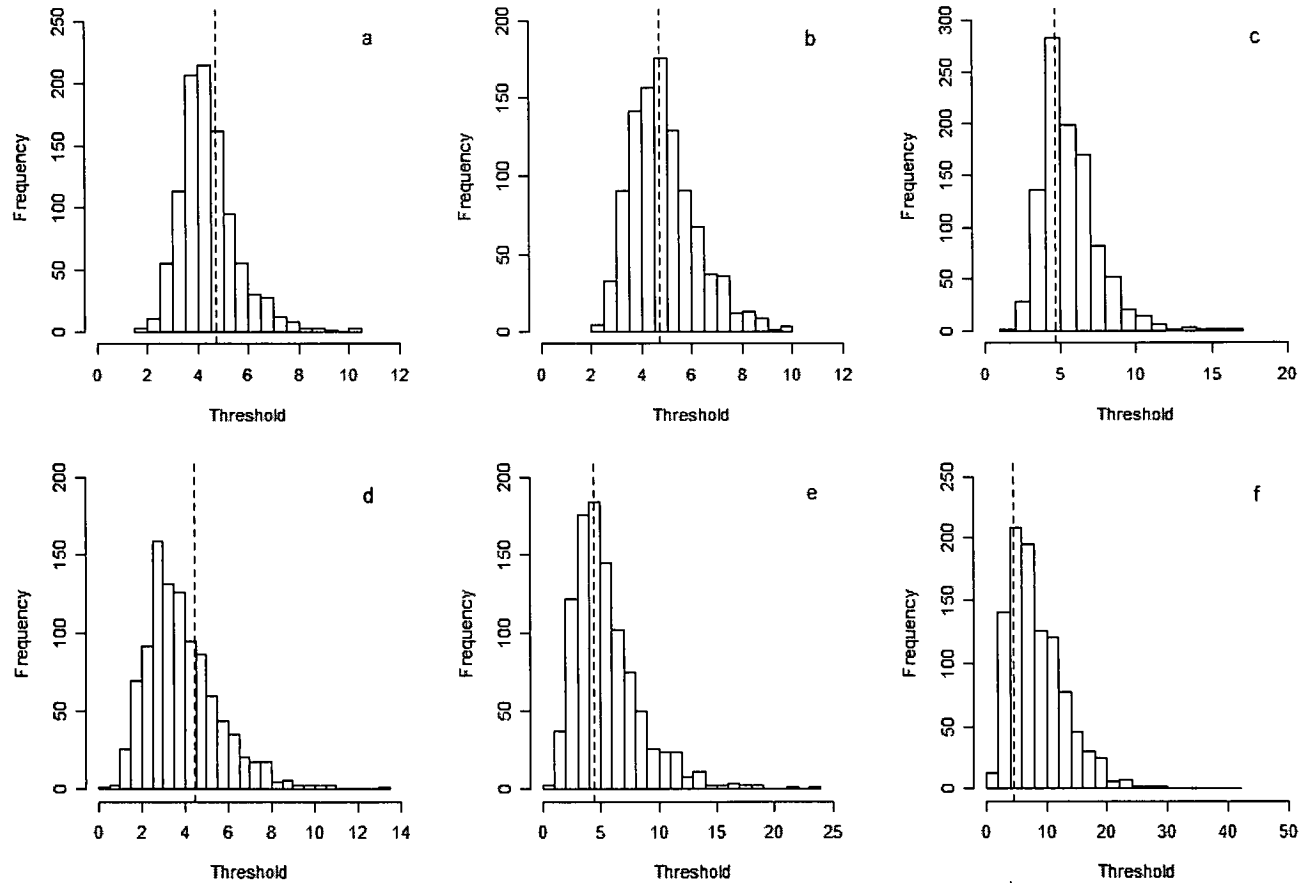 a
Frequency
0 50 100 150 200 250
0 2 4 6 8 10 12
Threshold
b
Frequency
0 50 100 150 200
0 2 4 6 8 10 12
Threshold
c
Frequency
0 50 100 150 200 250 300
0 5 10 15 20
Threshold
d
Frequency
0 50 100 150 200
0 2 4 6 8 10 12 14
Threshold
e
Frequency
0 50 100 150 200
0 5 10 15 20 25
Threshold
f
Frequency
0 50 100 150 200 250
0 10 20 30 40 50
Threshold